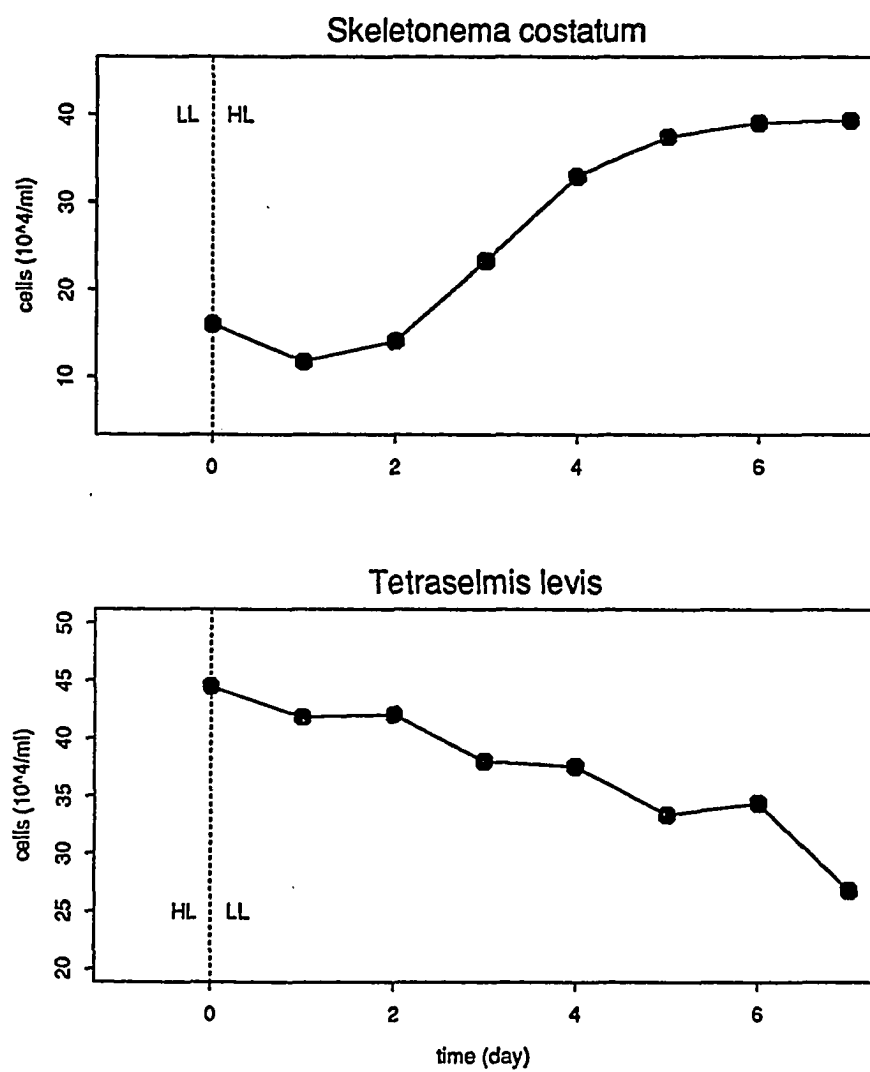 Skeletonema costatum
cells (10^4/ml)
40
30
20
10
LL HL
0 2 4 6
Tetraselmis levis
cells (10^4/ml)
50
45
40
35
30
25
20
HL LL
0 2 4 6
time (day)